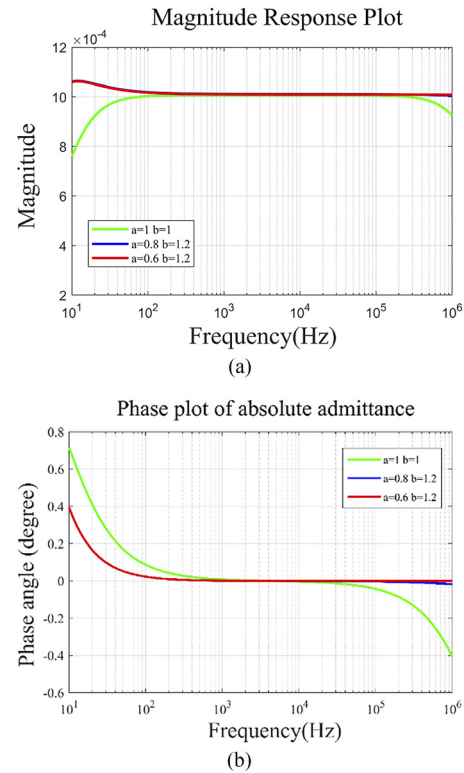 Magnitude Response Plot
12 ×10⁻⁴
10
8
6
4
2
Magnitude
a=1 b=1
a=0.8 b=1.2
a=0.6 b=1.2
10¹ 10² 10³ 10⁴ 10⁵ 10⁶
Frequency(Hz)
(a)
Phase plot of absolute admittance
0.8
0.6
0.4
0.2
0
-0.2
-0.4
-0.6
Phase angle (degree)
a=1 b=1
a=0.8 b=1.2
a=0.6 b=1.2
10¹ 10² 10³ 10⁴ 10⁵ 10⁶
Frequency(Hz)
(b)